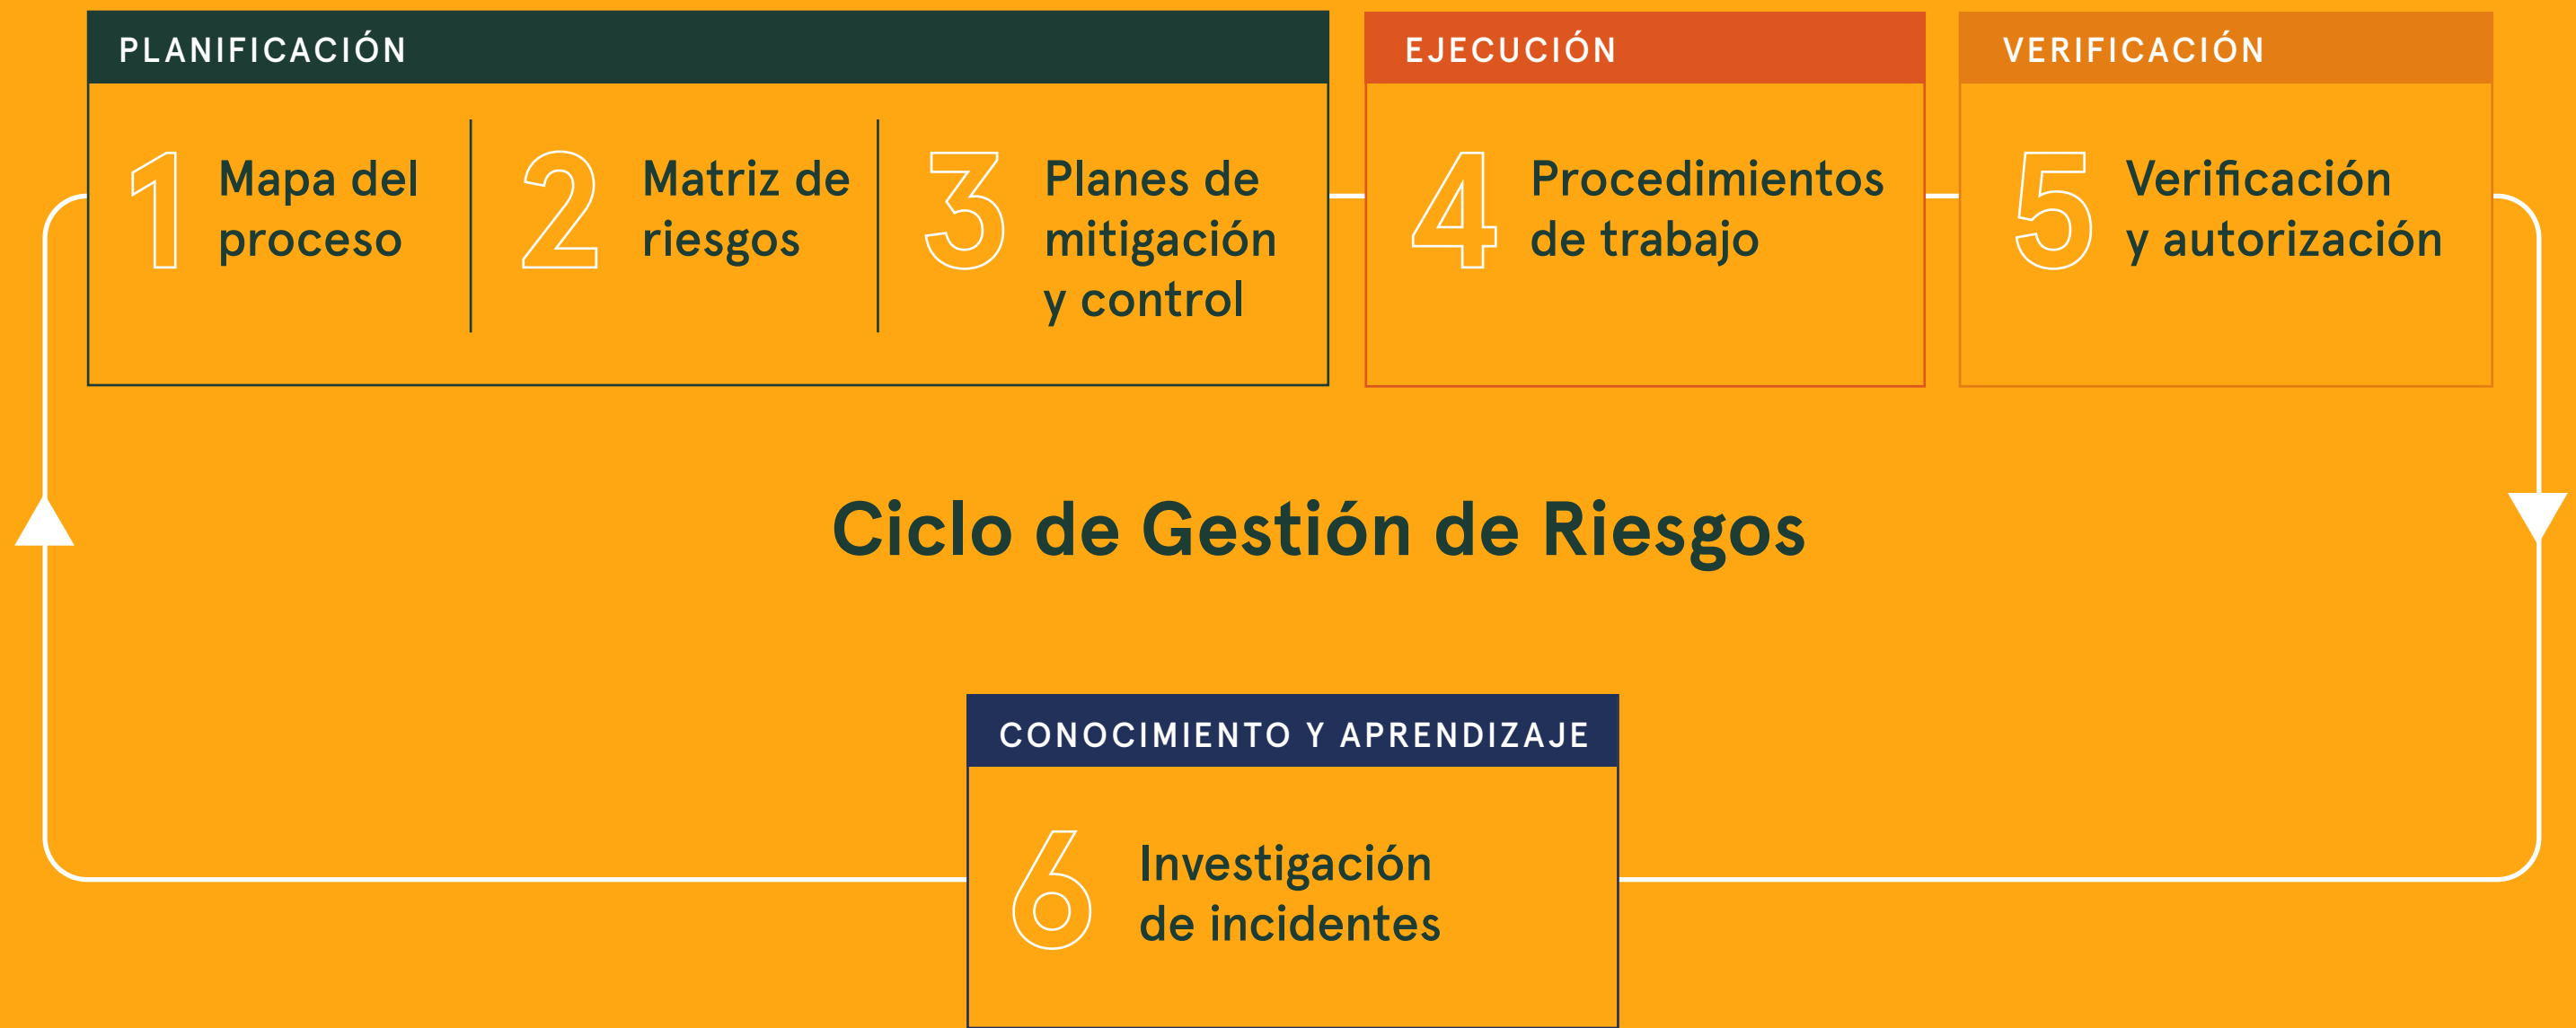 PLANIFICACIÓN
1
Mapa del
proceso
2
Matriz de
riesgos
3
Planes de
mitigación
y control
EJECUCIÓN
4
Procedimientos
de trabajo
VERIFICACIÓN
5
Verificación
y autorización
Ciclo de Gestión de Riesgos
CONOCIMIENTO Y APRENDIZAJE
6
Investigación
de incidentes